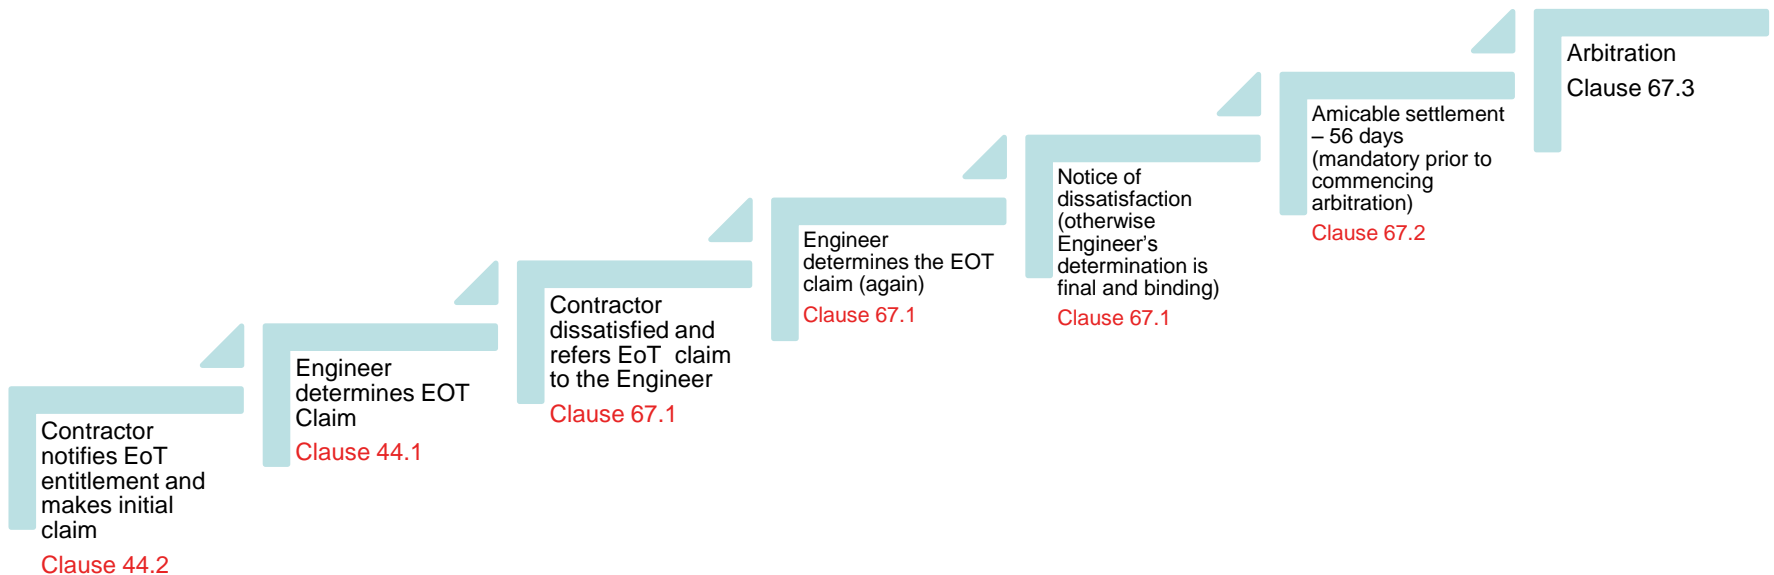 Contractor
notifies EoT
entitlement and
makes initial
claim
Clause 44.2
Engineer
determines EOT
Claim
Clause 44.1
Contractor
dissatisfied and
refers EoT claim
to the Engineer
Clause 67.1
Engineer
determines the EOT
claim (again)
Clause 67.1
Notice of
dissatisfaction
(otherwise
Engineer’s
determination is
final and binding)
Clause 67.1
Amicable settlement
– 56 days
(mandatory prior to
commencing
arbitration)
Clause 67.2
Arbitration
Clause 67.3